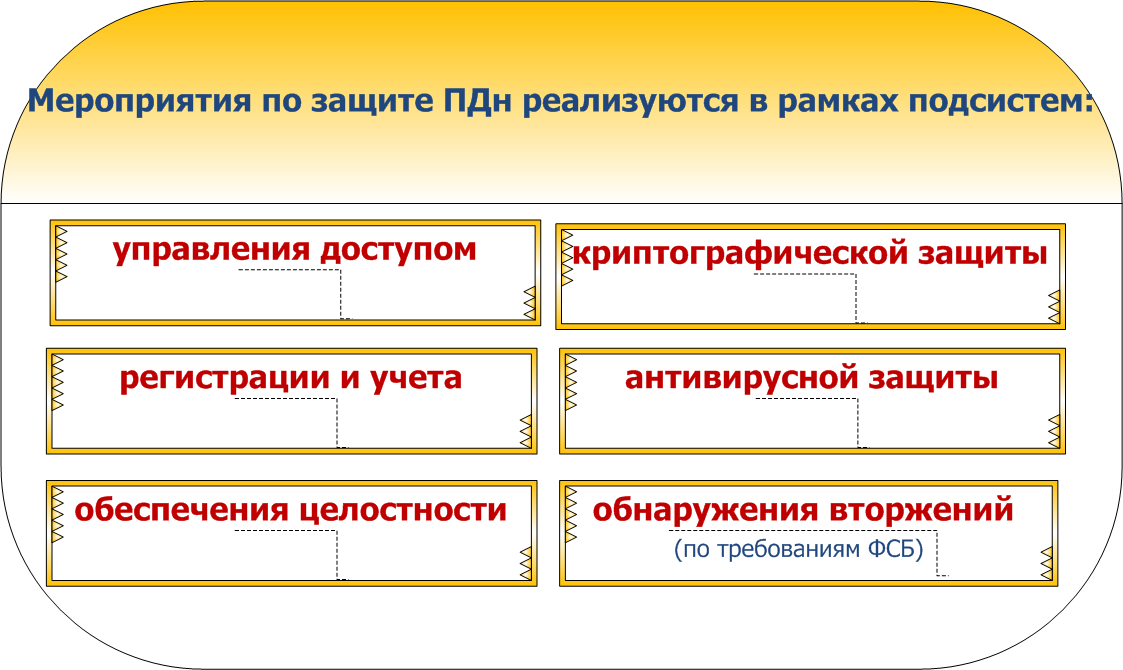 Мероприятия по защите ПДн реализуются в рамках подсистем:
управления доступом
криптографической защиты
регистрации и учета
антивирусной защиты
обеспечения целостности
обнаружения вторжений
(по требованиям ФСБ)